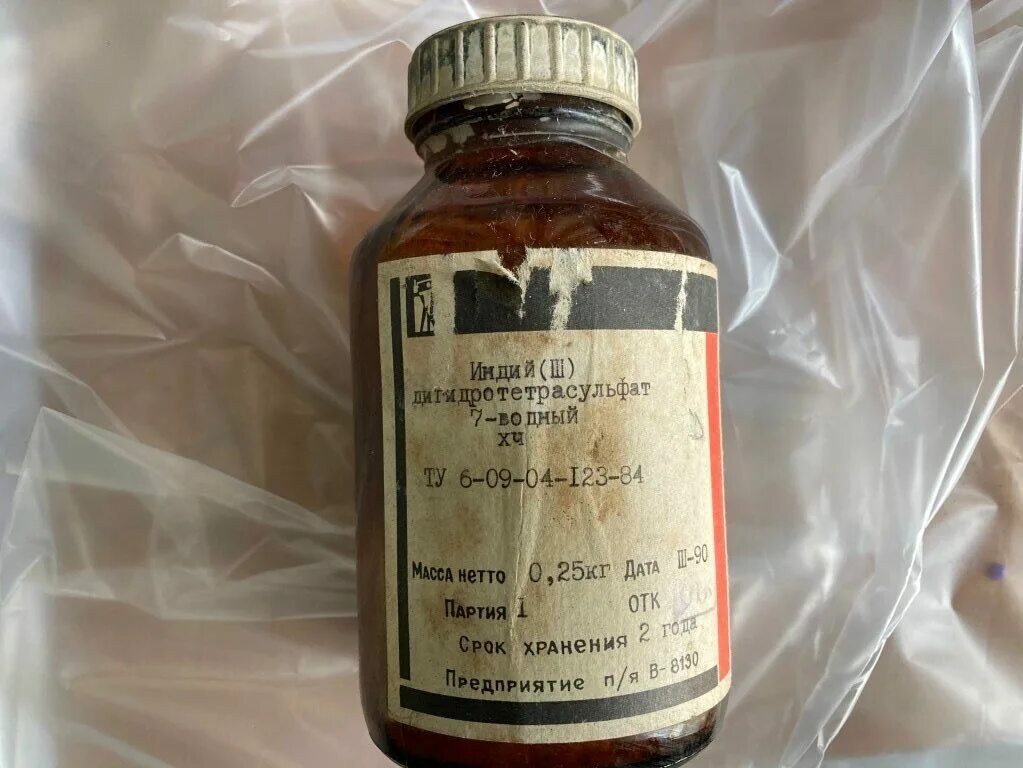 Индий(Ш)
дигидротетрасульфат
7-водный
хч
ТУ 6-09-04-I23-84
Масса нетто 0,25кг Дата Ш-90
Партия I ОТК
Срок хранения 2 года
Предприятие п/я В-8130